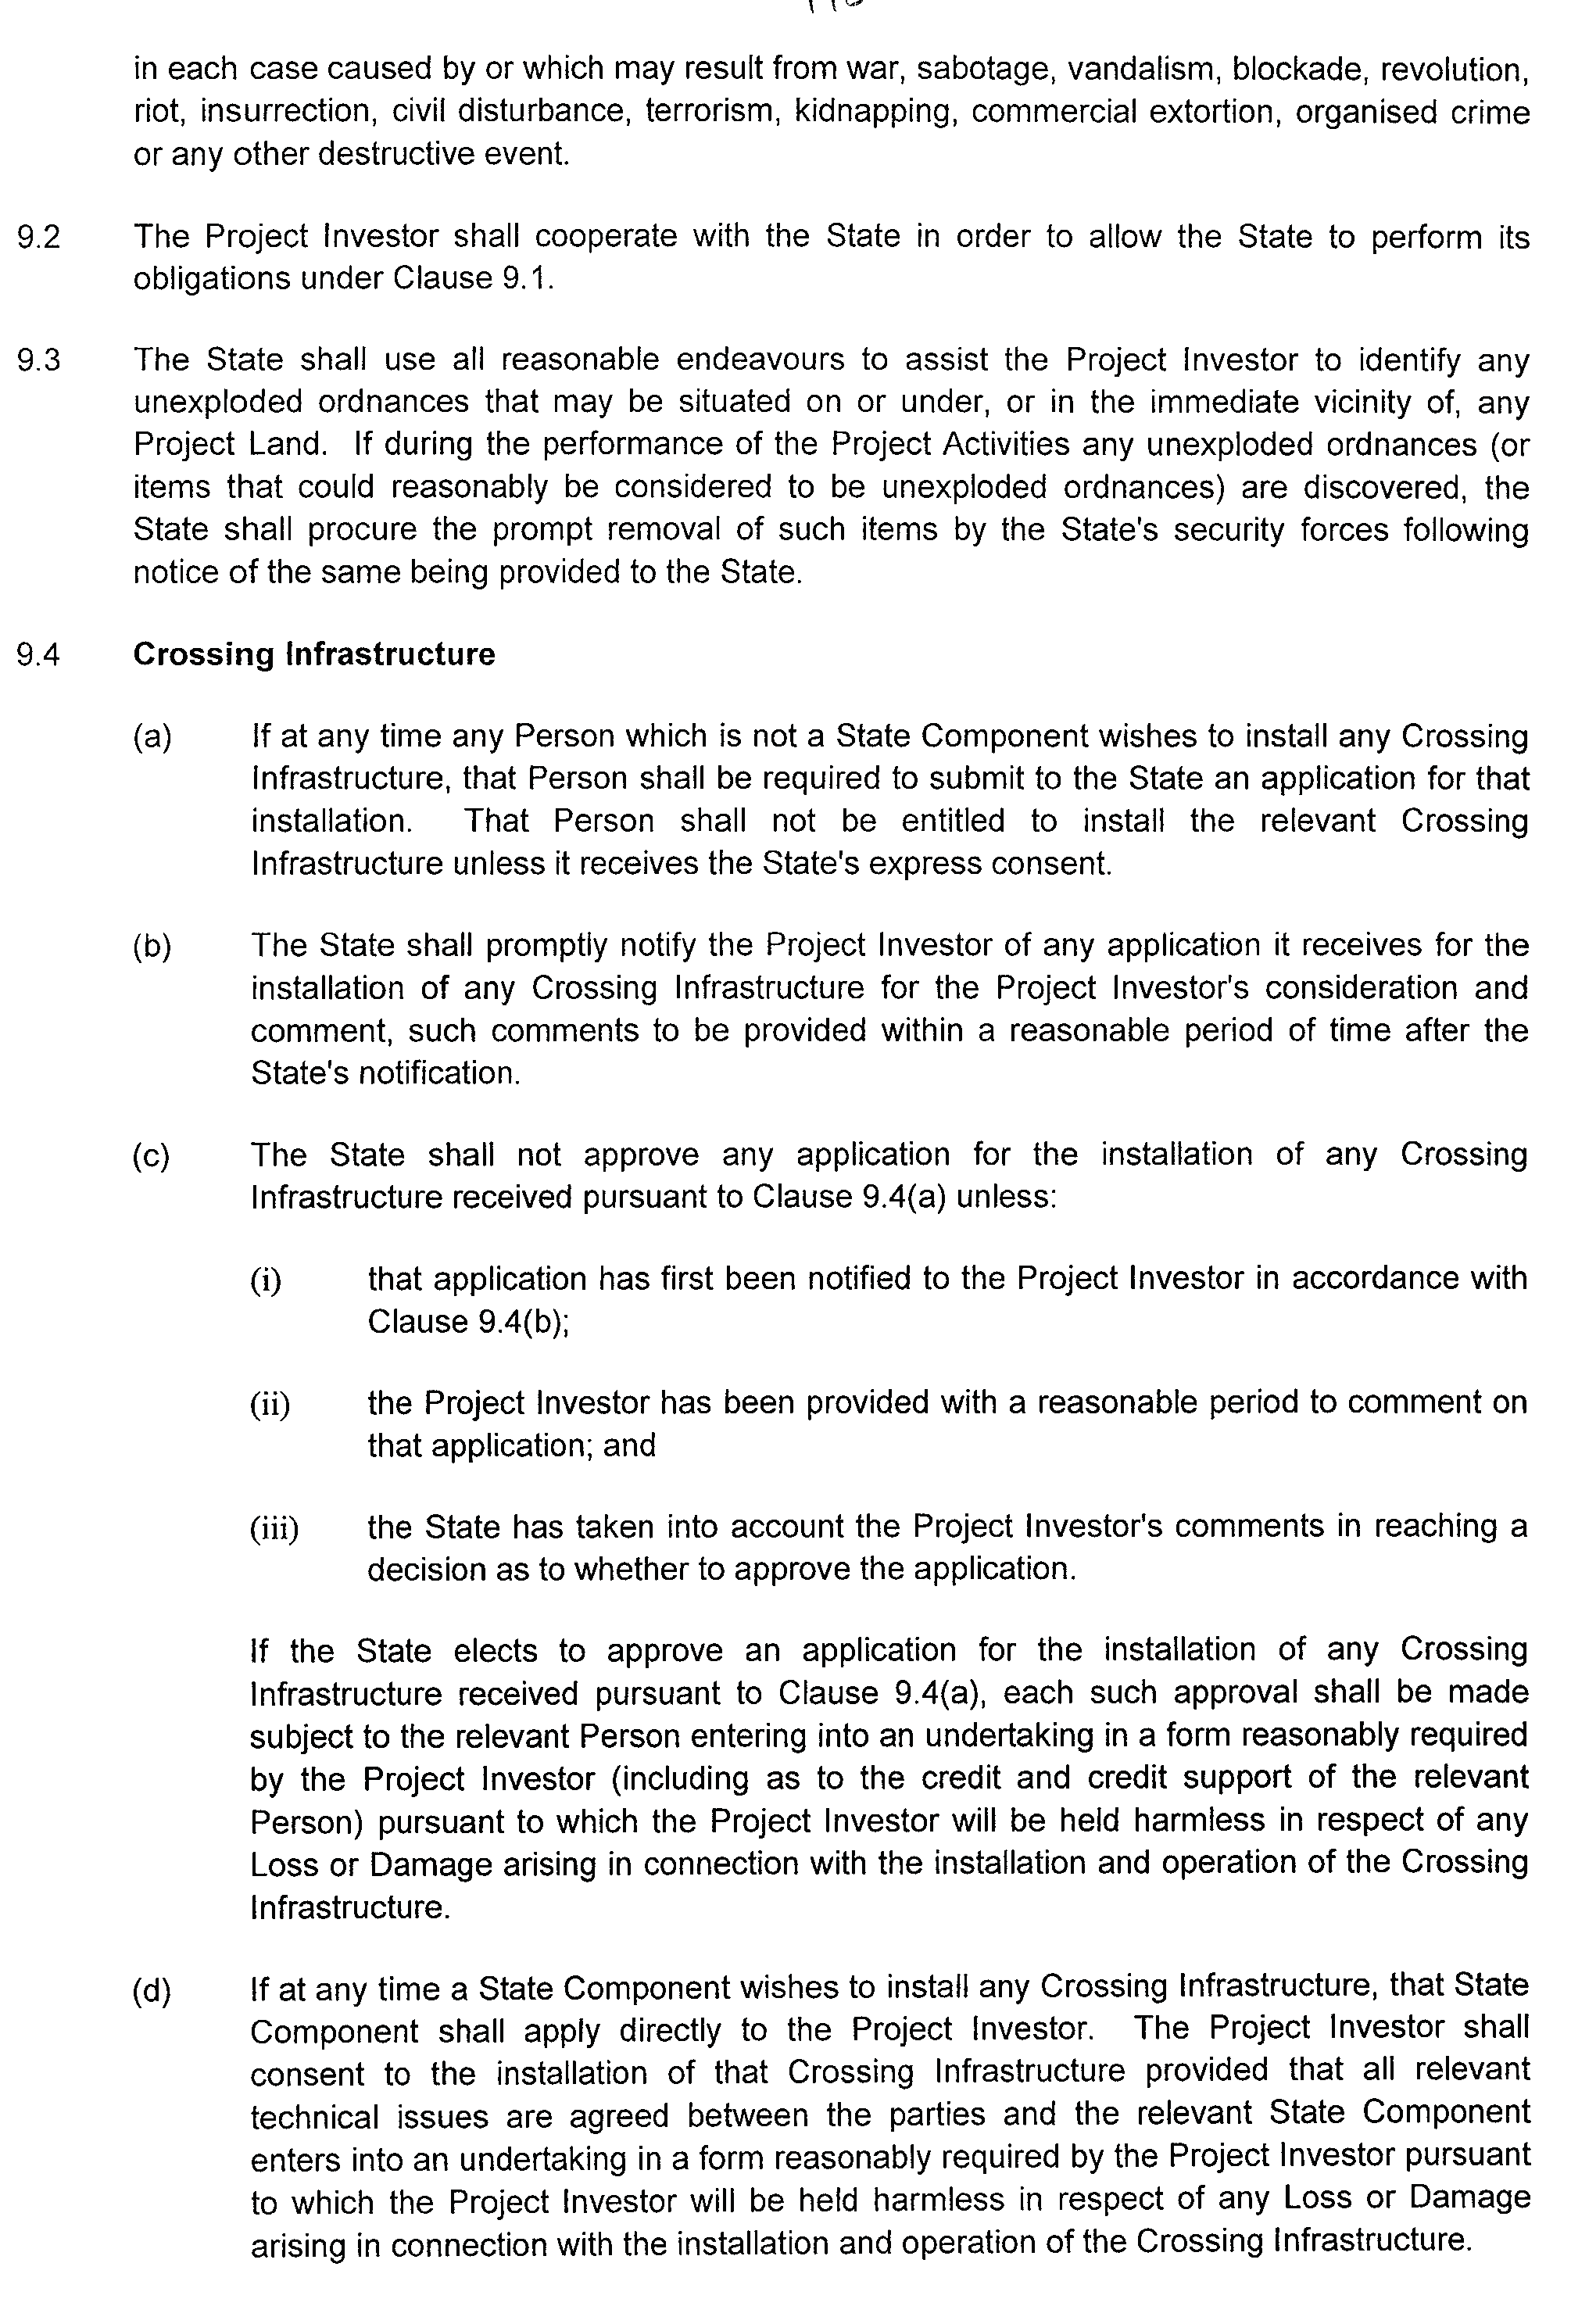 in each case caused by or which may result from war, sabotage, vandalism, blockade, revolution,
riot, insurrection, civil disturbance, terrorism, kidnapping, commercial extortion, organised crime
or any other destructive event.
9.2 The Project Investor shall cooperate with the State in order to allow the State to perform its
obligations under Clause 9.1.
9.3 The State shall use all reasonable endeavours to assist the Project Investor to identify any
unexploded ordnances that may be situated on or under, or in the immediate vicinity of, any
Project Land. If during the performance of the Project Activities any unexploded ordnances (or
items that could reasonably be considered to be unexploded ordnances) are discovered, the
State shall procure the prompt removal of such items by the State's security forces following
notice of the same being provided to the State.
9.4 Crossing Infrastructure
(a) If at any time any Person which is not a State Component wishes to install any Crossing
Infrastructure, that Person shall be required to submit to the State an application for that
installation. That Person shall not be entitled to install the relevant Crossing
Infrastructure unless it receives the State's express consent.
(b) The State shall promptly notify the Project Investor of any application it receives for the
installation of any Crossing Infrastructure for the Project Investor's consideration and
comment, such comments to be provided within a reasonable period of time after the
State's notification.
(c) The State shall not approve any application for the installation of any Crossing
Infrastructure received pursuant to Clause 9.4(a) unless:
(i) that application has first been notified to the Project Investor in accordance with
Clause 9.4(b);
(ii) the Project Investor has been provided with a reasonable period to comment on
that application; and
(iii) the State has taken into account the Project Investor's comments in reaching a
decision as to whether to approve the application.
If the State elects to approve an application for the installation of any Crossing
Infrastructure received pursuant to Clause 9.4(a), each such approval shall be made
subject to the relevant Person entering into an undertaking in a form reasonably required
by the Project Investor (including as to the credit and credit support of the relevant
Person) pursuant to which the Project Investor will be held harmless in respect of any
Loss or Damage arising in connection with the installation and operation of the Crossing
Infrastructure.
(d) If at any time a State Component wishes to install any Crossing Infrastructure, that State
Component shall apply directly to the Project Investor. The Project Investor shall
consent to the installation of that Crossing Infrastructure provided that all relevant
technical issues are agreed between the parties and the relevant State Component
enters into an undertaking in a form reasonably required by the Project Investor pursuant
to which the Project Investor will be held harmless in respect of any Loss or Damage
arising in connection with the installation and operation of the Crossing Infrastructure.